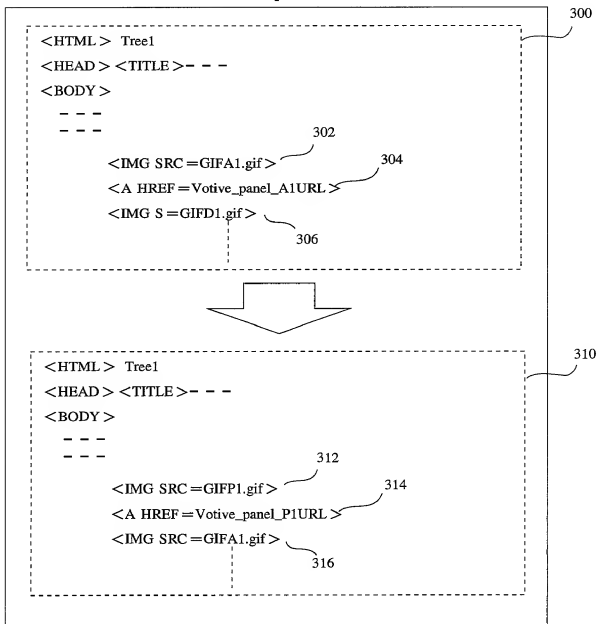 300
<HTML> Tree1
<HEAD> <TITLE>- - -
<BODY>
- - -
- - -
302
<IMG SRC=GIFA1.gif>
304
<A HREF=Votive_panel_A1URL>
<IMG S=GIFD1.gif>
306
310
<HTML> Tree1
<HEAD> <TITLE>- - -
<BODY>
- - -
- - -
312
<IMG SRC=GIFP1.gif>
314
<A HREF=Votive_panel_P1URL>
<IMG SRC=GIFA1.gif>
316